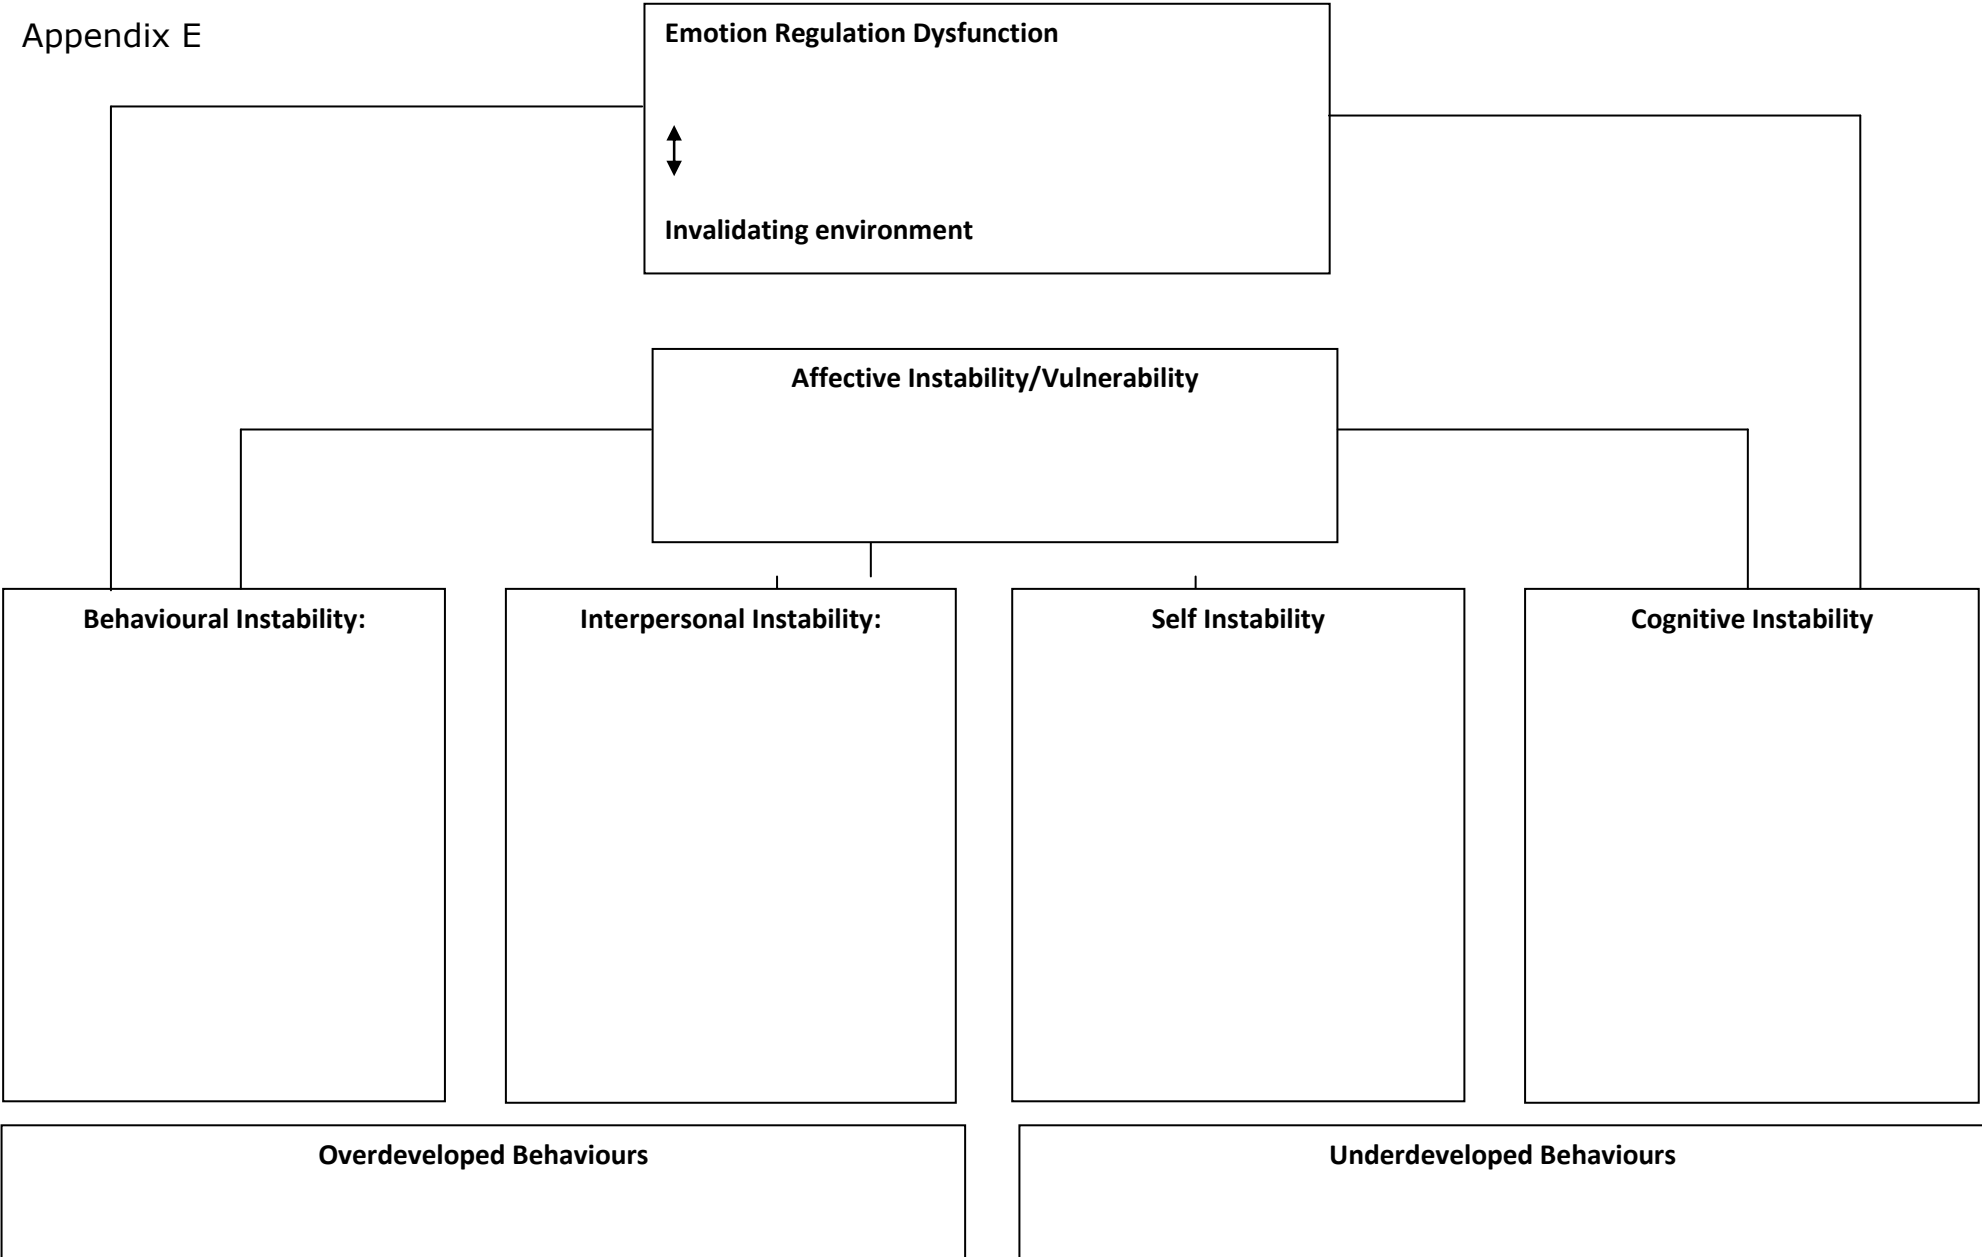 Appendix E
Emotion Regulation Dysfunction
Invalidating environment
Affective Instability/Vulnerability
Behavioural Instability:
Interpersonal Instability:
Self Instability
Cognitive Instability
Overdeveloped Behaviours
Underdeveloped Behaviours